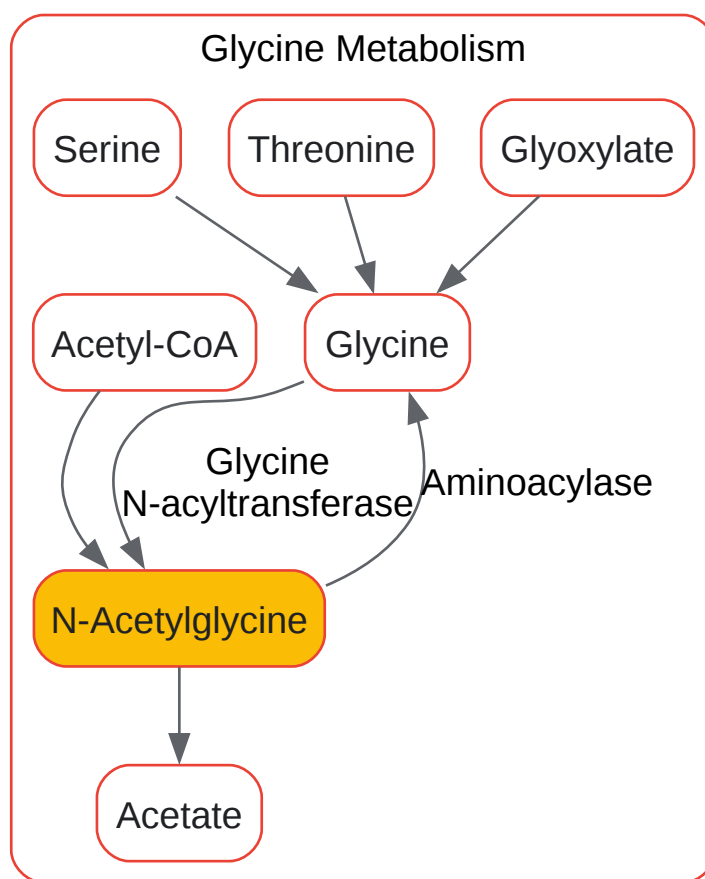 Glycine Metabolism
Serine
Threonine
Glyoxylate
Acetyl-CoA
Glycine
Glycine
N-acyltransferase
Aminoacylase
N-Acetylglycine
Acetate